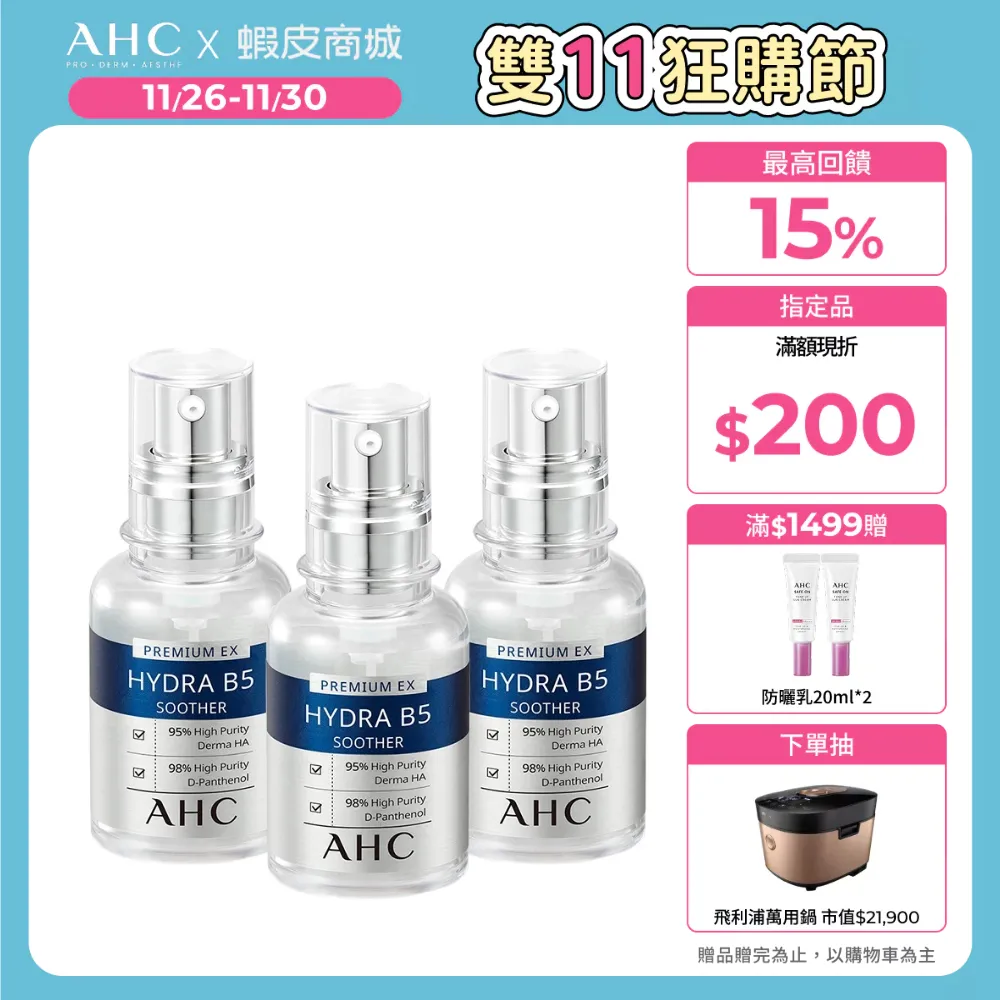 AHC X 蝦皮商城
PRO·DERM·AESTHE
11/26-11/30
雙11狂購節
最高回饋
15%
指定品
滿額現折
$200
滿$1499贈
AHC
SAFE ON
AHC
SAFE ON
防曬乳20ml*2
下單抽
飛利浦萬用鍋 市值$21,900
贈品贈完為止，以購物車為主
PREMIUM EX
HYDRA B5
SOOTHER
95% High Purity
Derma HA
98% High Purity
D-Panthenol
AHC
PREMIUM EX
HYDRA B5
SOOTHER
95% High Purity
Derma HA
98% High Purity
D-Panthenol
AHC
PREMIUM EX
HYDRA B5
SOOTHER
95% High Purity
Derma HA
98% High Purity
D-Panthenol
AHC